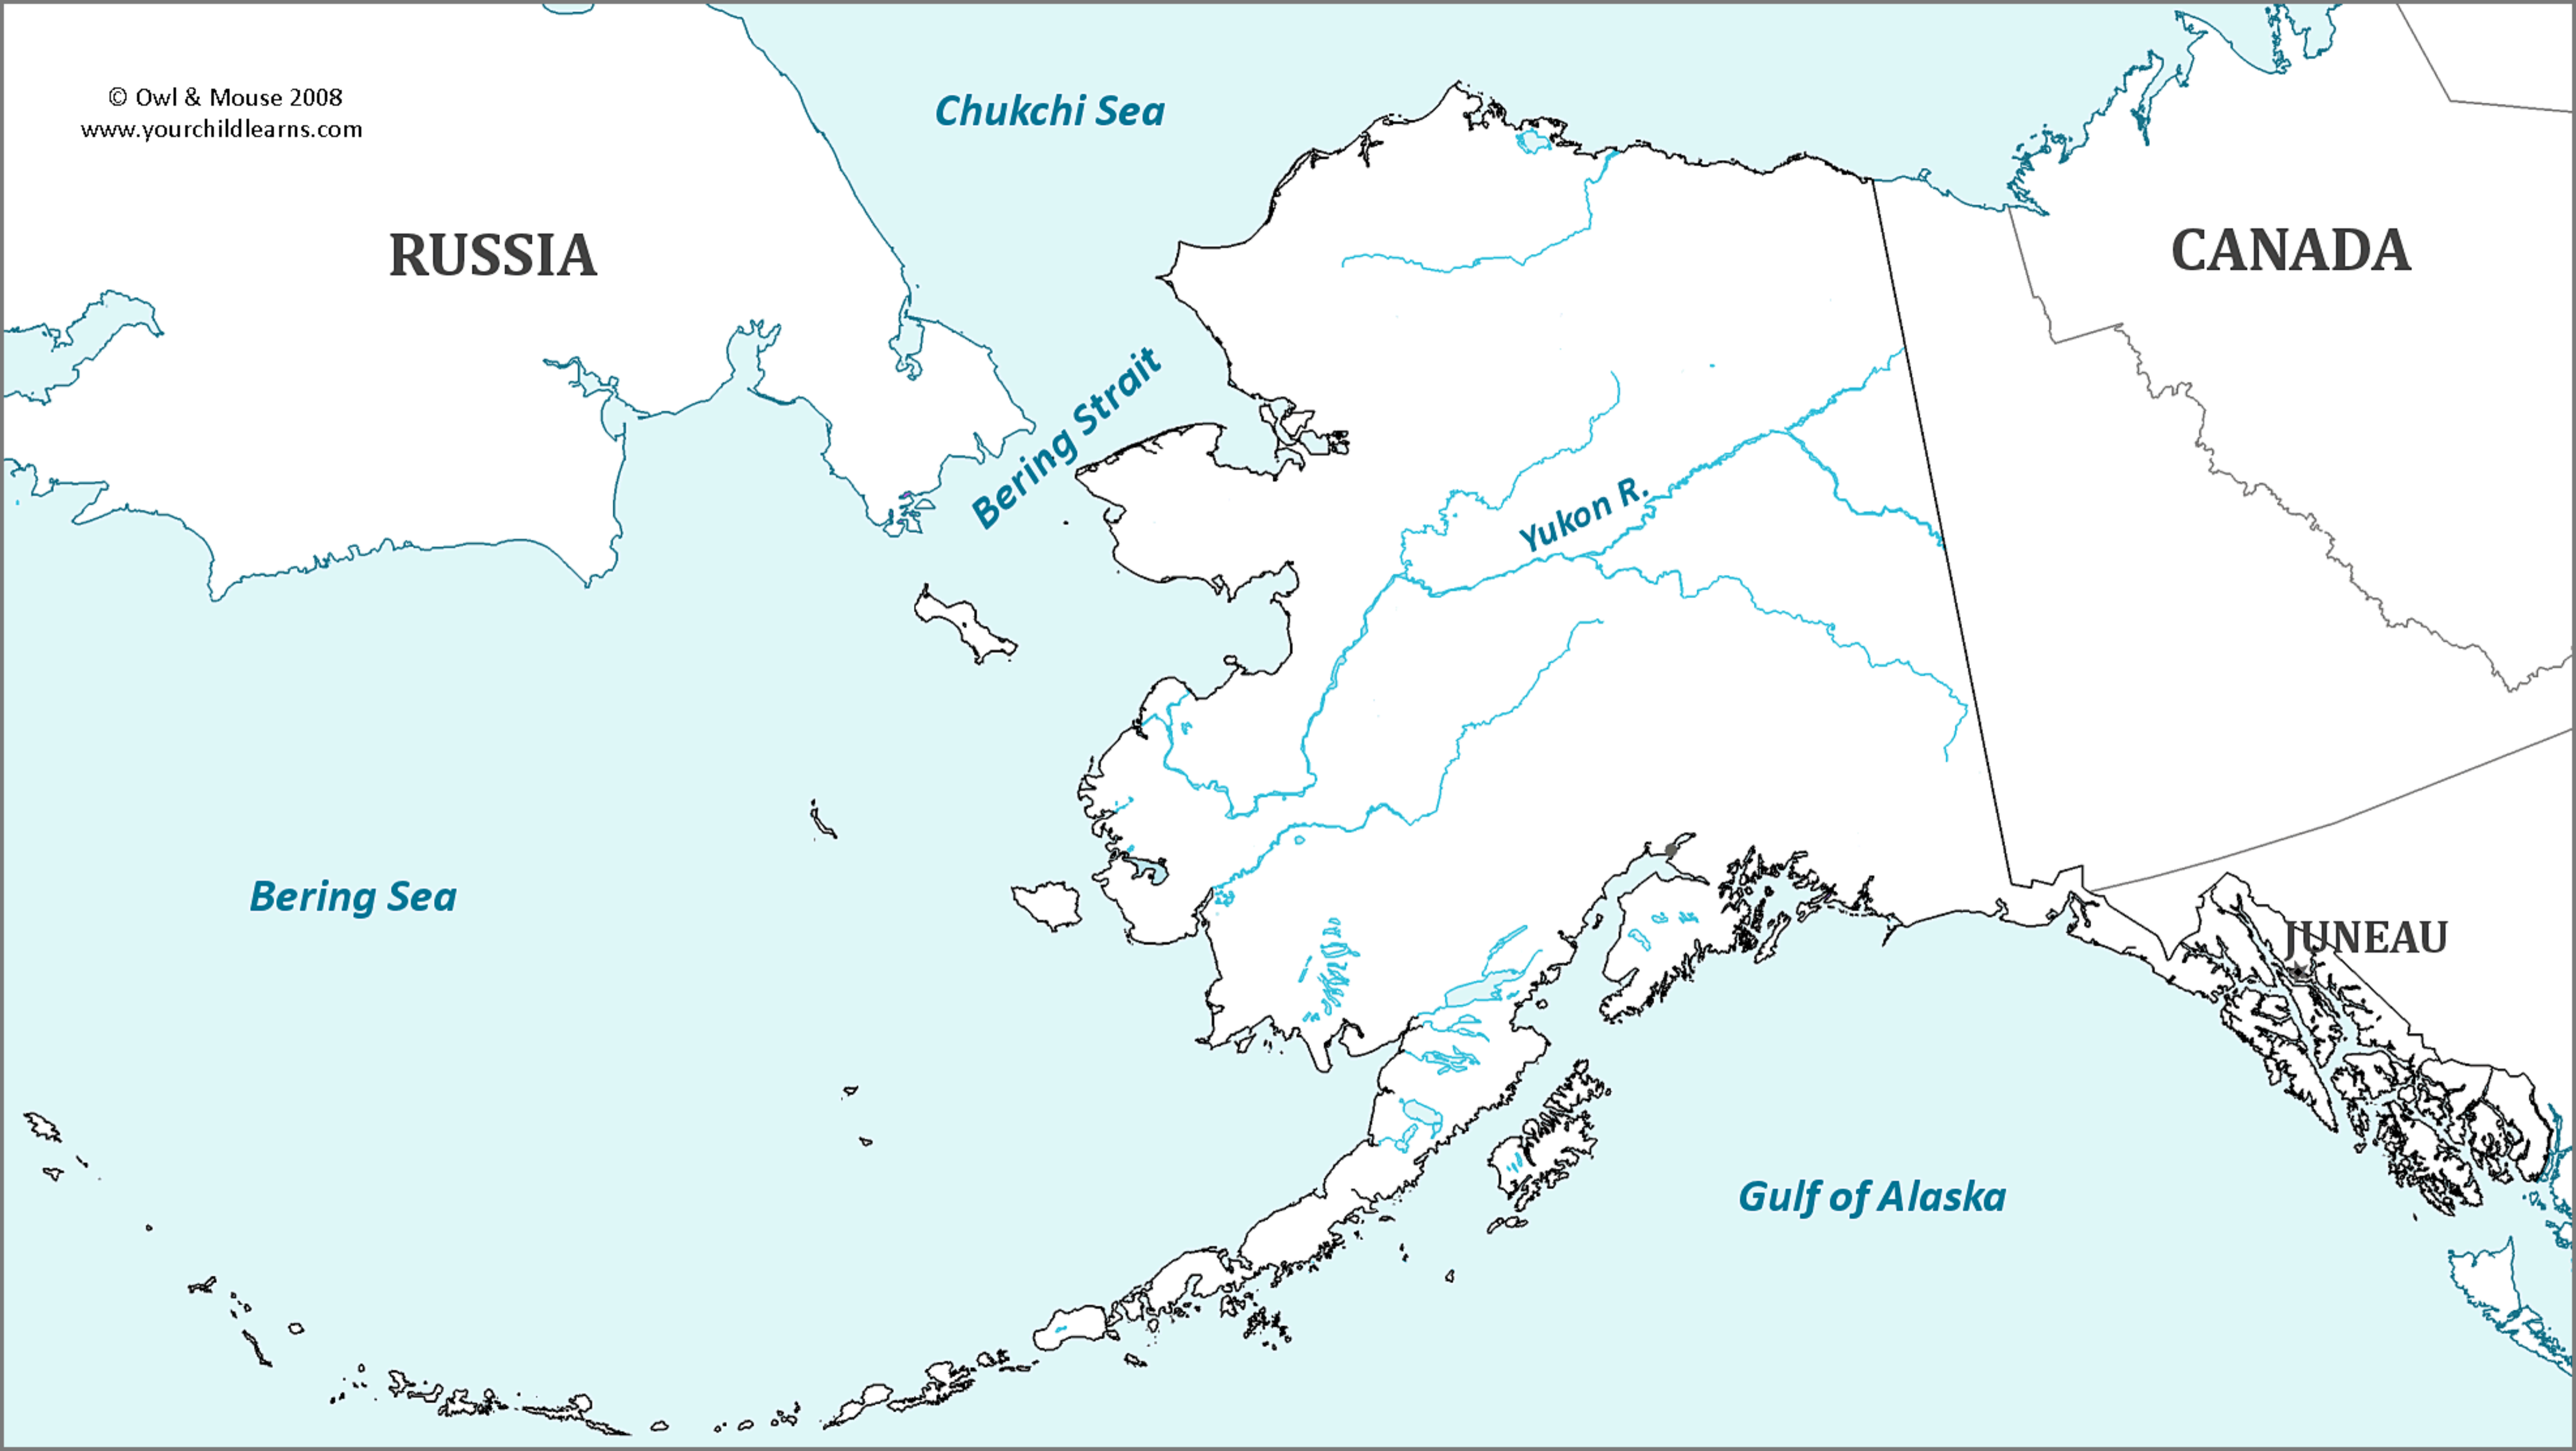 © Owl & Mouse 2008
www.yourchildlearns.com
Chukchi Sea
RUSSIA
CANADA
Bering Strait
Yukon R.
Bering Sea
JUNEAU
Gulf of Alaska